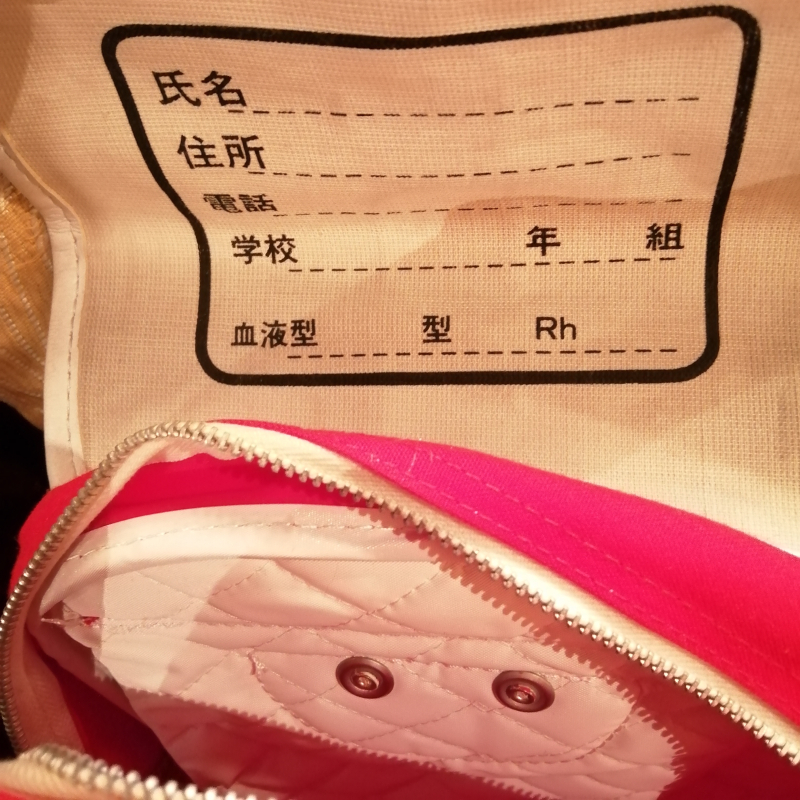 氏名
住所
電話
学校 年 組
血液型 型 Rh